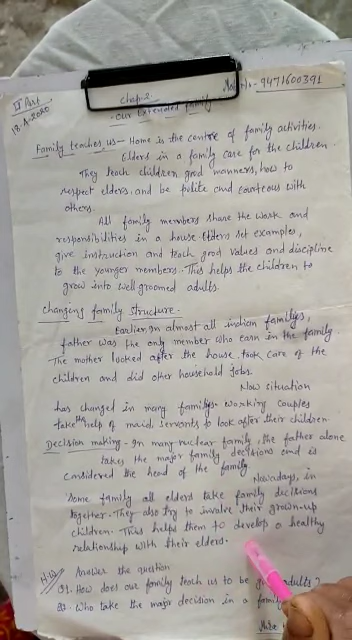 IInd Part
18-4-2020
Mob. No- 9471600391
Chap-2
Our Extended family
Family teaches us - Home is the centre of family activities.
Elders in a family care for the children.
They teach children good manners, how to
respect elders and be polite and courteous with
others.
All family members share the work and
responsibilities in a house. Elders set examples,
give instruction and teach good values and discipline
to the younger members. This helps the children to
grow into well groomed adults.
Changing family structure -
Earlier, in almost all indian families,
father was the only member who earn in the family.
The mother looked after the house, took care of the
children and did other household jobs.
Now situation
has changed in many families. Working couples
take the help of maid servants to look after their children.
Decision making - In many nuclear family, the father alone
takes the major family decisions and is
considered the head of the family.
Nowadays, in
some family all elders take family decisions
together. They also try to involve their grown-up
children. This helps them to develop a healthy
relationship with their elders.
H.W. Answer the question
Q1. How does our family teach us to be adults?
Q2. Who take the major decision in a family